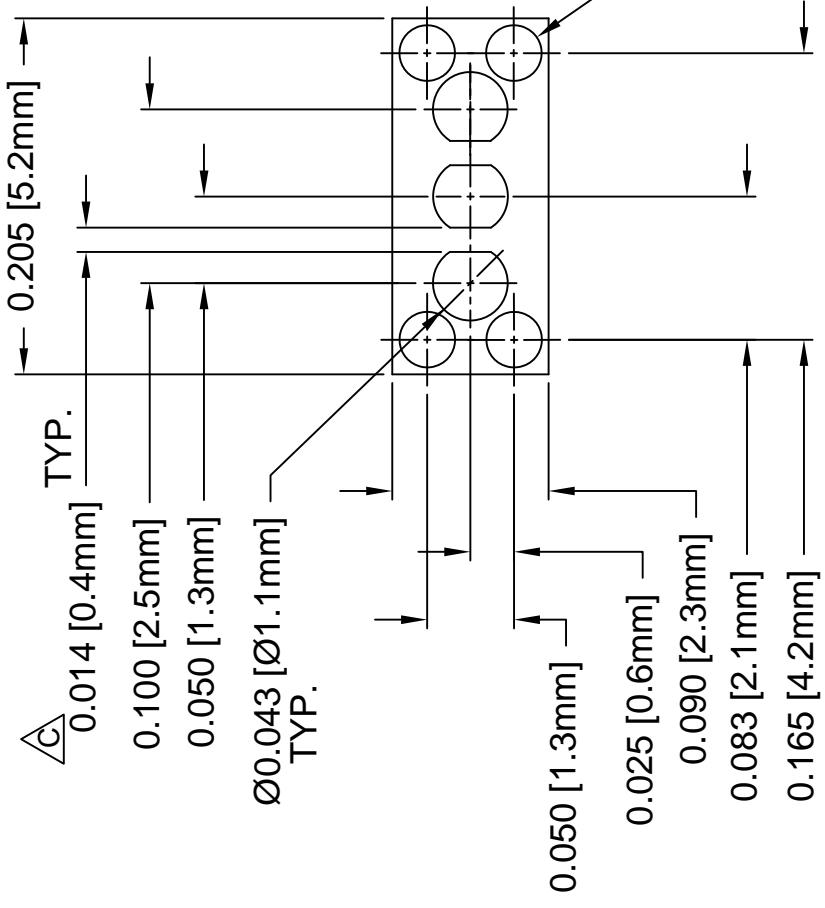 0.205 [5.2mm]
TYP.
C
0.014 [0.4mm]
0.100 [2.5mm]
0.050 [1.3mm]
Ø0.043 [Ø1.1mm]
TYP.
0.050 [1.3mm]
0.025 [0.6mm]
0.090 [2.3mm]
0.083 [2.1mm]
0.165 [4.2mm]